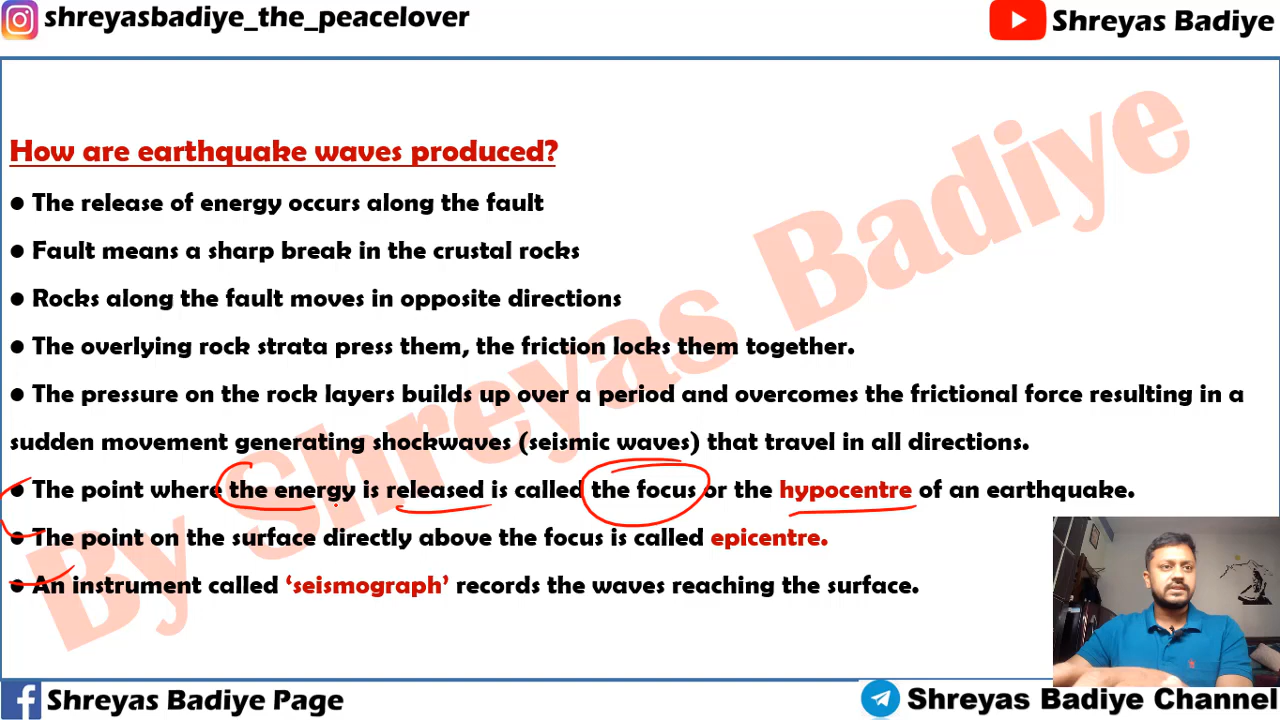 shreyasbadiye_the_peacelover
Shreyas Badiye
How are earthquake waves produced?
● The release of energy occurs along the fault
● Fault means a sharp break in the crustal rocks
● Rocks along the fault moves in opposite directions
● The overlying rock strata press them, the friction locks them together.
● The pressure on the rock layers builds up over a period and overcomes the frictional force resulting in a
sudden movement generating shockwaves (seismic waves) that travel in all directions.
● The point where the energy is released is called the focus or the hypocentre of an earthquake.
● The point on the surface directly above the focus is called epicentre.
● An instrument called ‘seismograph’ records the waves reaching the surface.
By Shreyas Badiye
Shreyas Badiye Page
Shreyas Badiye Channel